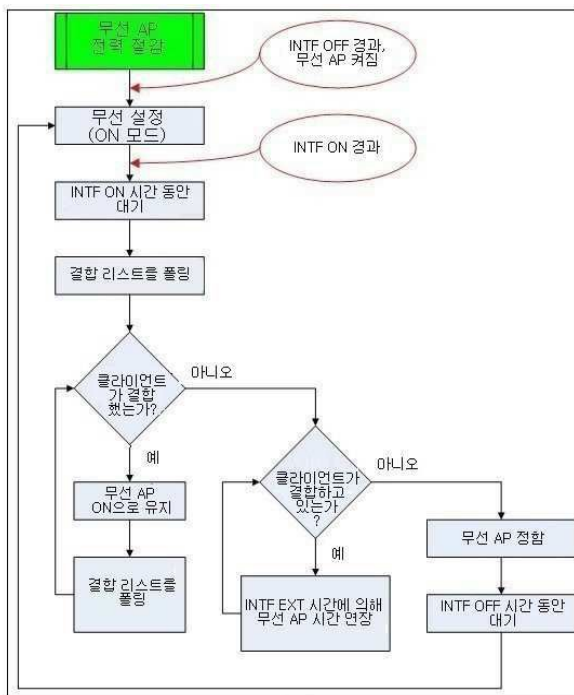 무선 AP
전력 절감
INTF OFF 경과,
무선 AP 켜짐
무선 설정
(ON 모드)
INTF ON 경과
INTF ON 시간 동안
대기
결합 리스트를 폴링
클라이언트
가 결합
했는가?
아니오
예
무선 AP
ON으로 유지
결합 리스트를
폴링
클라이언트가
결합하고
있는가
?
아니오
예
INTF EXT 시간에 의해
무선 AP 시간 연장
무선 AP 정함
INTF OFF 시간 동안
대기